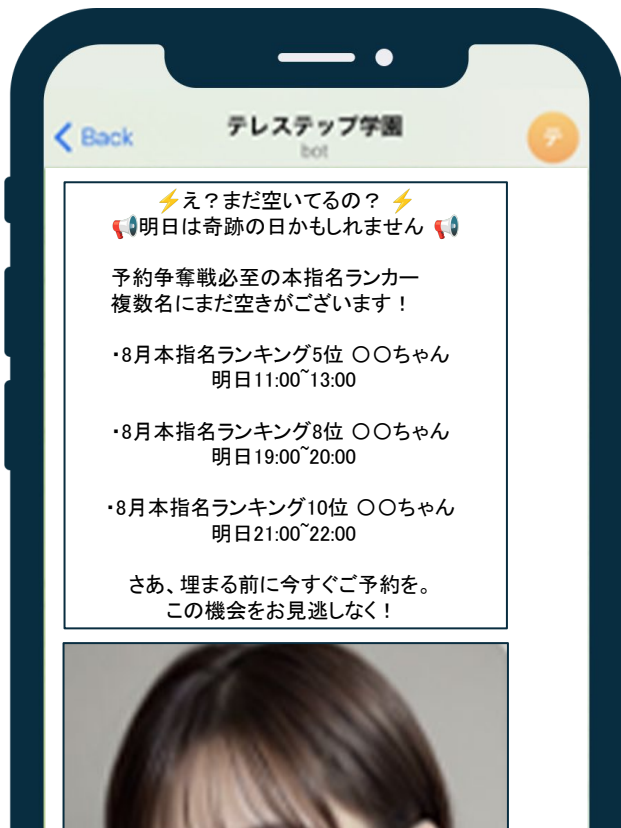 Back
テレステップ学園
bot
テ
⚡え？まだ空いてるの？⚡
📢明日は奇跡の日かもしれません📢
予約争奪戦必至の本指名ランカー
複数名にまだ空きがございます！
・8月本指名ランキング5位 〇〇ちゃん
明日11:00~13:00
・8月本指名ランキング8位 〇〇ちゃん
明日19:00~20:00
・8月本指名ランキング10位 〇〇ちゃん
明日21:00~22:00
さあ、埋まる前に今すぐご予約を。
この機会をお見逃しなく！